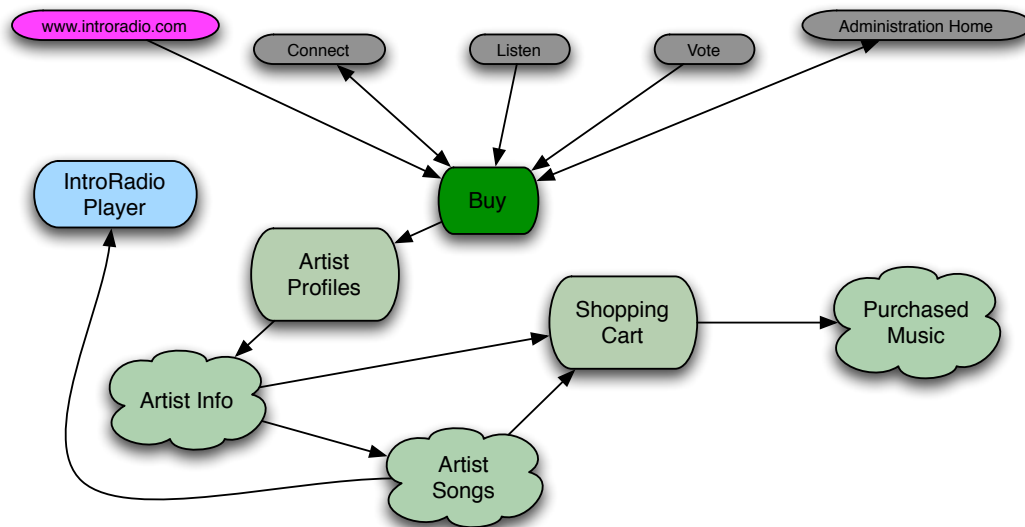 www.introradio.com
Connect
Listen
Vote
Administration Home
IntroRadio
Player
Buy
Artist
Profiles
Shopping
Cart
Purchased
Music
Artist Info
Artist
Songs